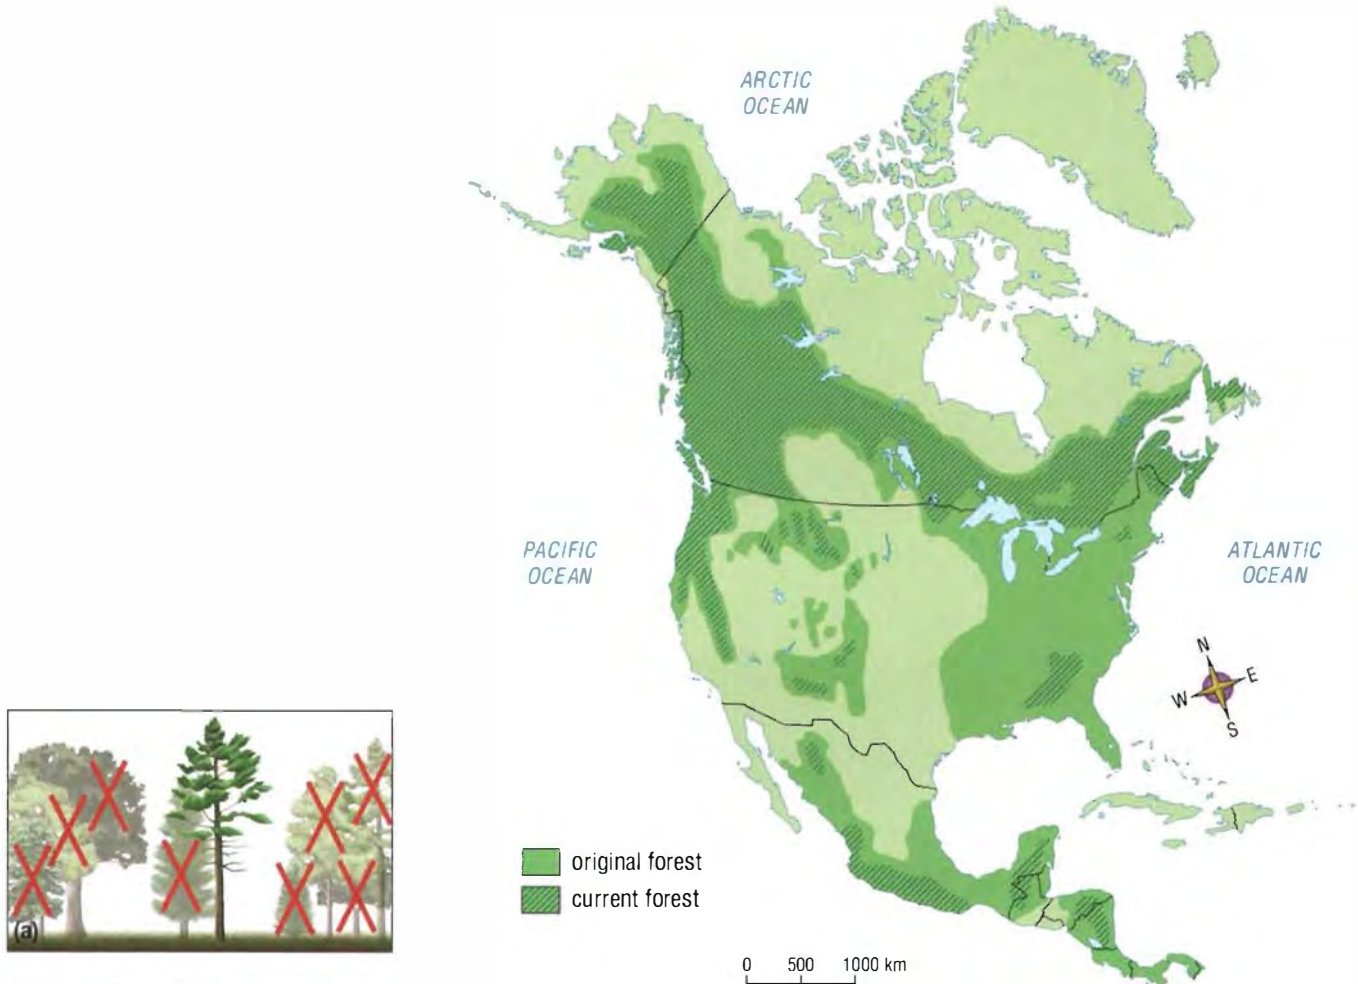 ARCTIC
OCEAN
PACIFIC
OCEAN
ATLANTIC
OCEAN
N
W
E
S
original forest
current forest
(a)
0 500 1000 km